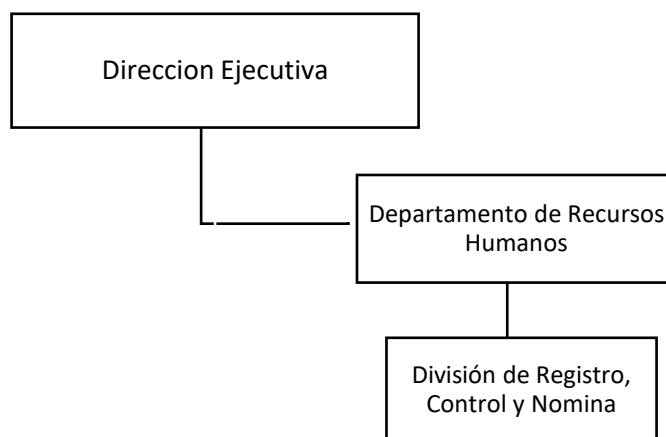 Direccion Ejecutiva
Departamento de Recursos
Humanos
División de Registro,
Control y Nomina